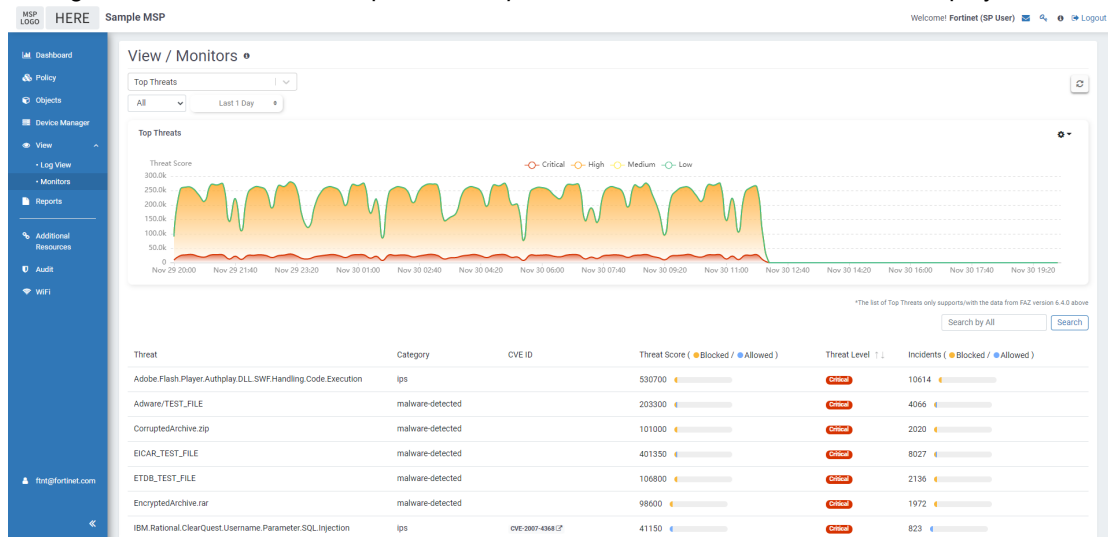 MSP LOGO HERE Sample MSP Welcome! Fortinet (SP User) Logout
Dashboard
Policy
Objects
Device Manager
View
• Log View
• Monitors
Reports
Additional Resources
Audit
WiFi
ftnt@fortinet.com
View / Monitors
Top Threats
All Last 1 Day
Top Threats
Threat Score
Critical High Medium Low
300.0k
250.0k
200.0k
150.0k
100.0k
50.0k
0
Nov 29 20:00 Nov 29 21:40 Nov 29 23:20 Nov 30 01:00 Nov 30 02:40 Nov 30 04:20 Nov 30 06:00 Nov 30 07:40 Nov 30 09:20 Nov 30 11:00 Nov 30 12:40 Nov 30 14:20 Nov 30 16:00 Nov 30 17:40 Nov 30 19:20
*The list of Top Threats only supports/with the data from FAZ version 6.4.0 above
Search by All Search
Threat Category CVE ID Threat Score ( Blocked / Allowed ) Threat Level ↑↓ Incidents ( Blocked / Allowed )
Adobe.Flash.Player.Authplay.DLL.SWF.Handling.Code.Execution ips 530700 Critical 10614
Adware/TEST_FILE malware-detected 203300 Critical 4066
CorruptedArchive.zip malware-detected 101000 Critical 2020
EICAR_TEST_FILE malware-detected 401350 Critical 8027
ETDB_TEST_FILE malware-detected 106800 Critical 2136
EncryptedArchive.rar malware-detected 98600 Critical 1972
IBM.Rational.ClearQuest.Username.Parameter.SQL.Injection ips CVE-2007-4368 41150 Critical 823